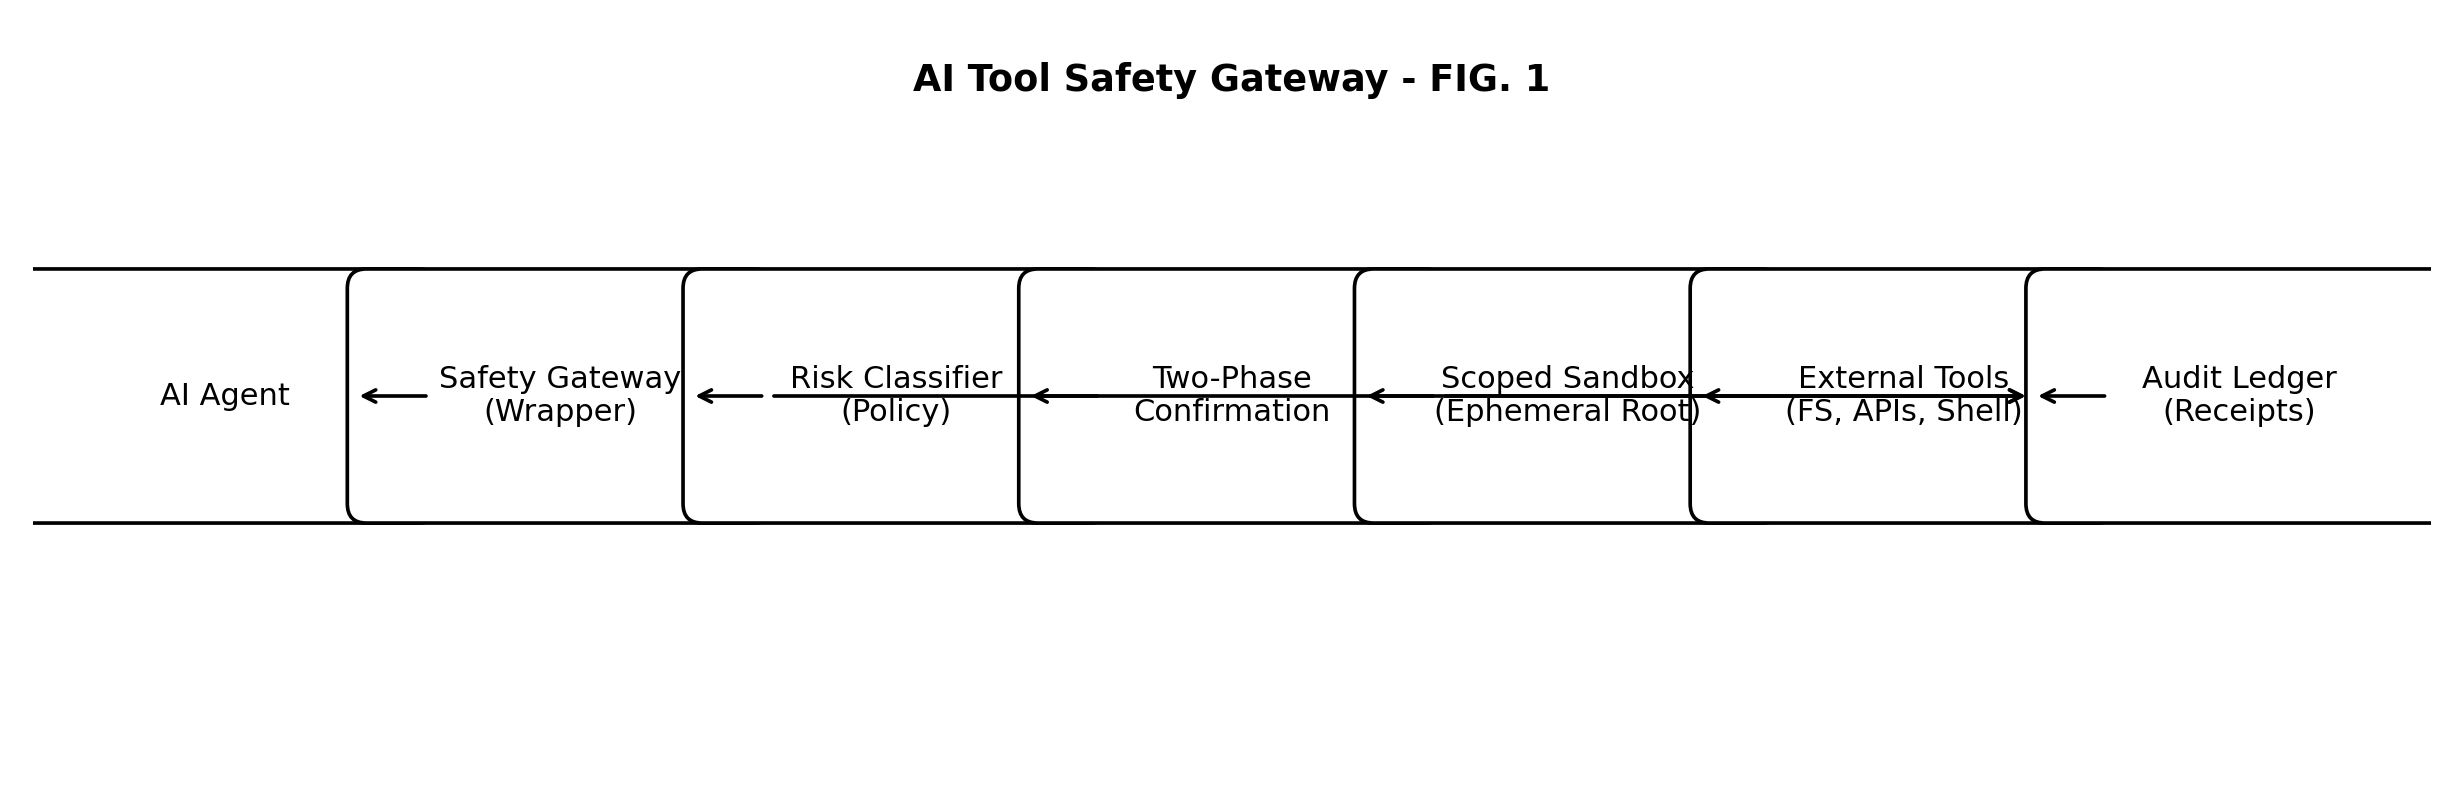 AI Tool Safety Gateway - FIG. 1
AI Agent
Safety Gateway
(Wrapper)
Risk Classifier
(Policy)
Two-Phase
Confirmation
Scoped Sandbox
(Ephemeral Root)
External Tools
(FS, APIs, Shell)
Audit Ledger
(Receipts)